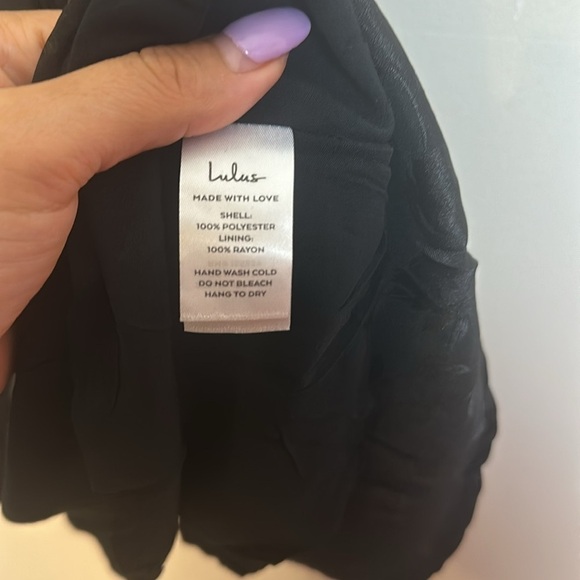 Lulus
MADE WITH LOVE
SHELL:
100% POLYESTER
LINING:
100% RAYON
HAND WASH COLD
DO NOT BLEACH
HANG TO DRY